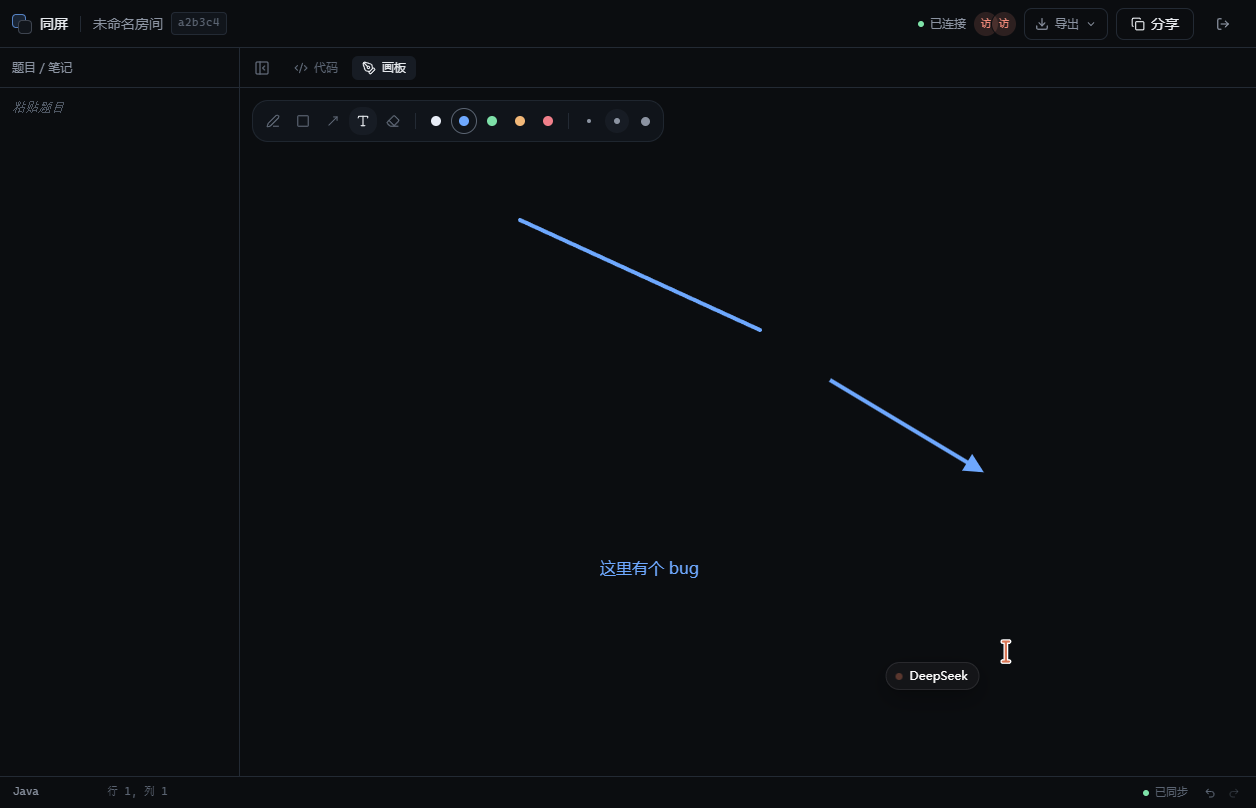 同屏 未命名房间 a2b3c4 已连接 访 访 导出 分享
题目 / 笔记 代码 画板
粘贴题目
T
这里有个 bug
DeepSeek
Java 行 1, 列 1 已同步